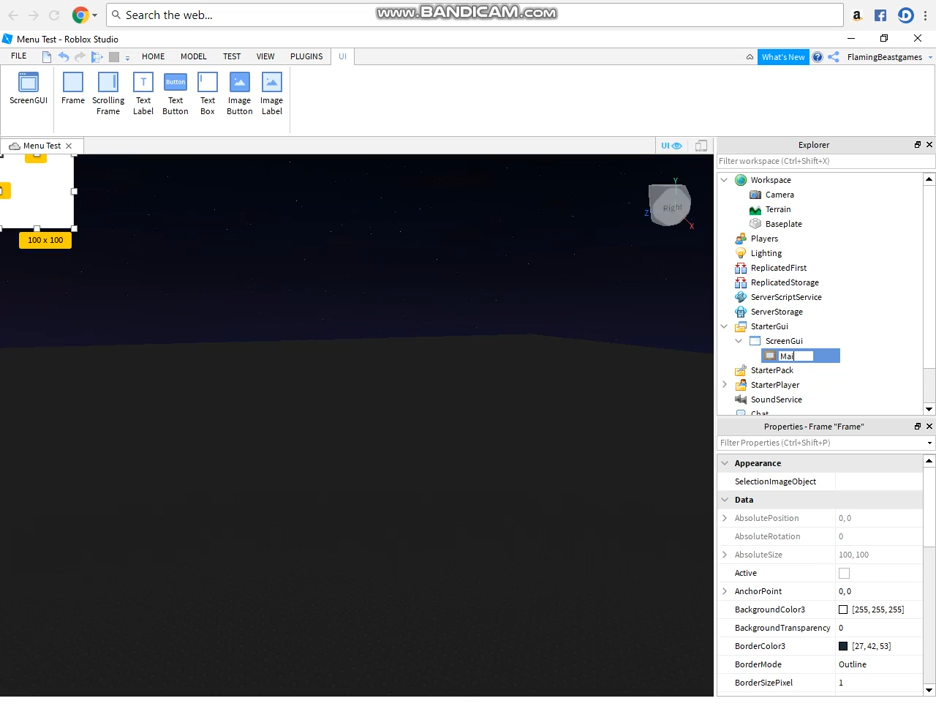 Search the web...
www.BANDICAM.com
Menu Test - Roblox Studio
FILE
HOME
MODEL
TEST
VIEW
PLUGINS
UI
What's New
FlamingBeastgames
ScreenGUI
Frame
Scrolling Frame
Text Label
Text Button
Text Box
Image Button
Image Label
Button
T
Menu Test
UI
Explorer
Filter workspace (Ctrl+Shift+X)
100 x 100
Right
Y
Z
X
Workspace
Camera
Terrain
Baseplate
Players
Lighting
ReplicatedFirst
ReplicatedStorage
ServerScriptService
ServerStorage
StarterGui
ScreenGui
Mai
StarterPack
StarterPlayer
SoundService
Chat
Properties - Frame "Frame"
Filter Properties (Ctrl+Shift+P)
Appearance
SelectionImageObject
Data
AbsolutePosition 0, 0
AbsoluteRotation 0
AbsoluteSize 100, 100
Active
AnchorPoint 0, 0
BackgroundColor3 [255, 255, 255]
BackgroundTransparency 0
BorderColor3 [27, 42, 53]
BorderMode Outline
BorderSizePixel 1